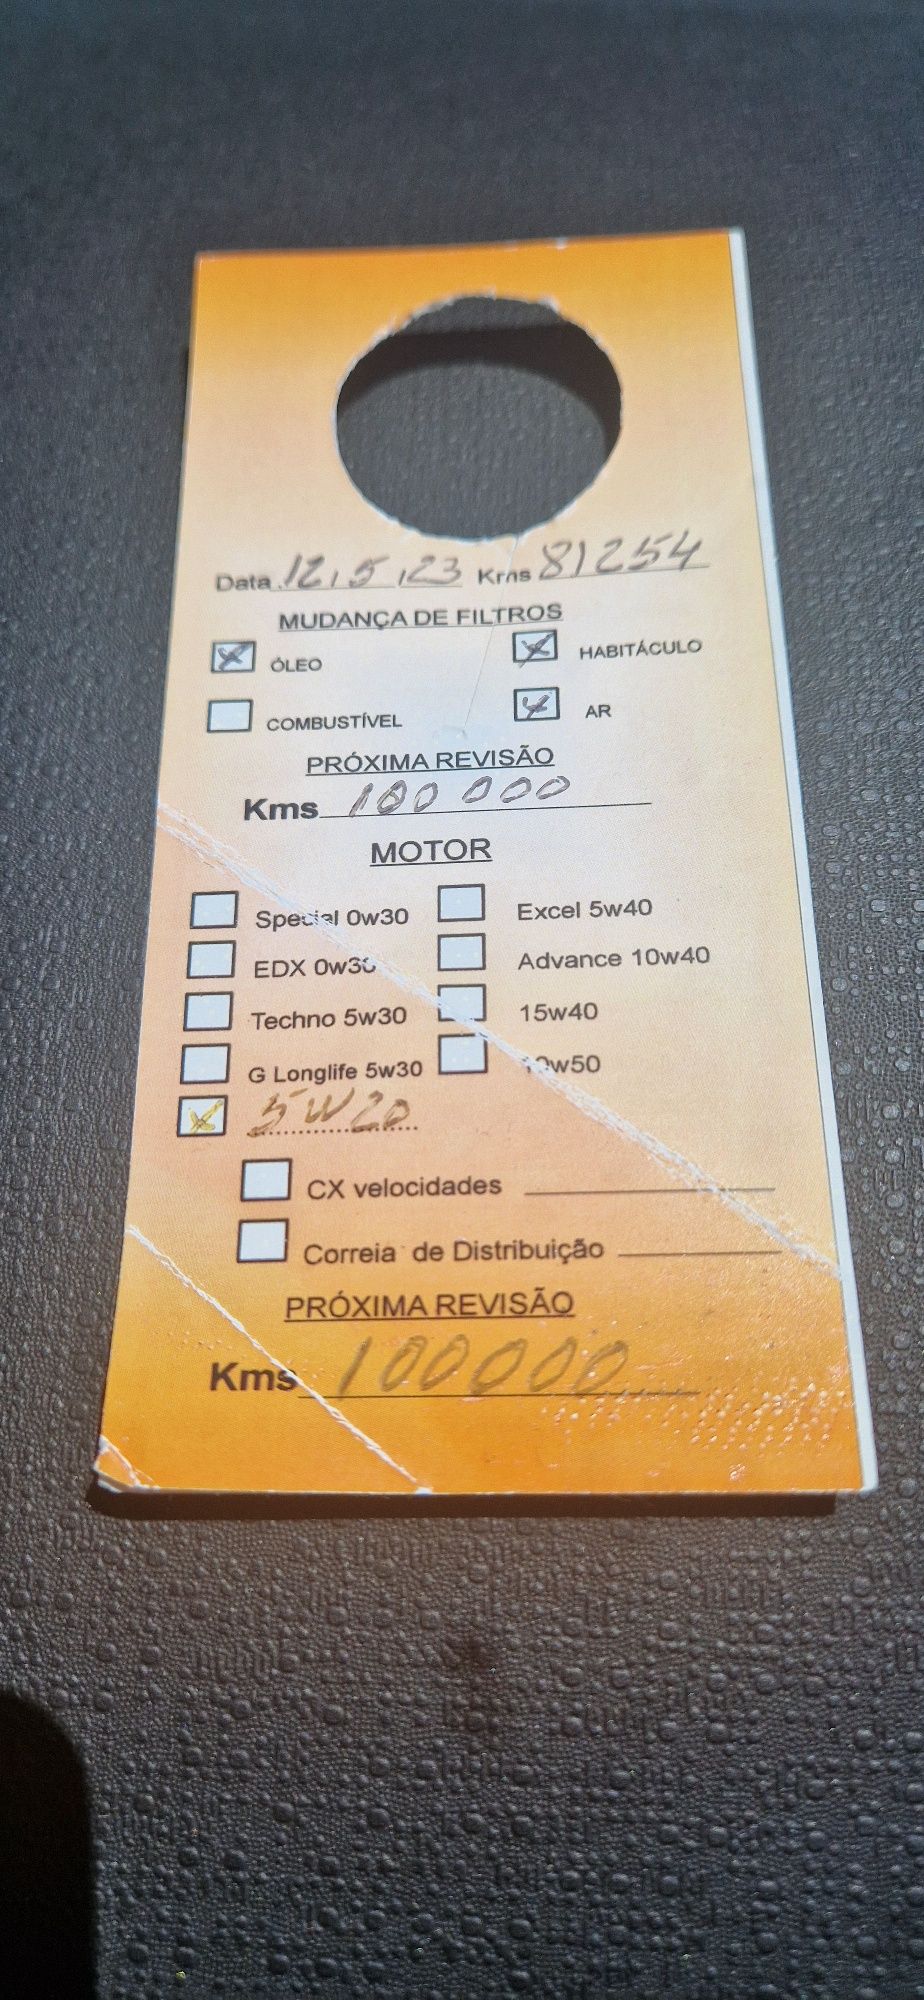 Data 12,5,23 Kms 81254
MUDANÇA DE FILTROS
ÓLEO HABITÁCULO
COMBUSTÍVEL AR
PRÓXIMA REVISÃO
Kms 100 000
MOTOR
Special 0w30 Excel 5w40
EDX 0w30 Advance 10w40
Techno 5w30 15w40
G Longlife 5w30 10w50
5W20
CX velocidades
Correia de Distribuição
PRÓXIMA REVISÃO
Kms 100000